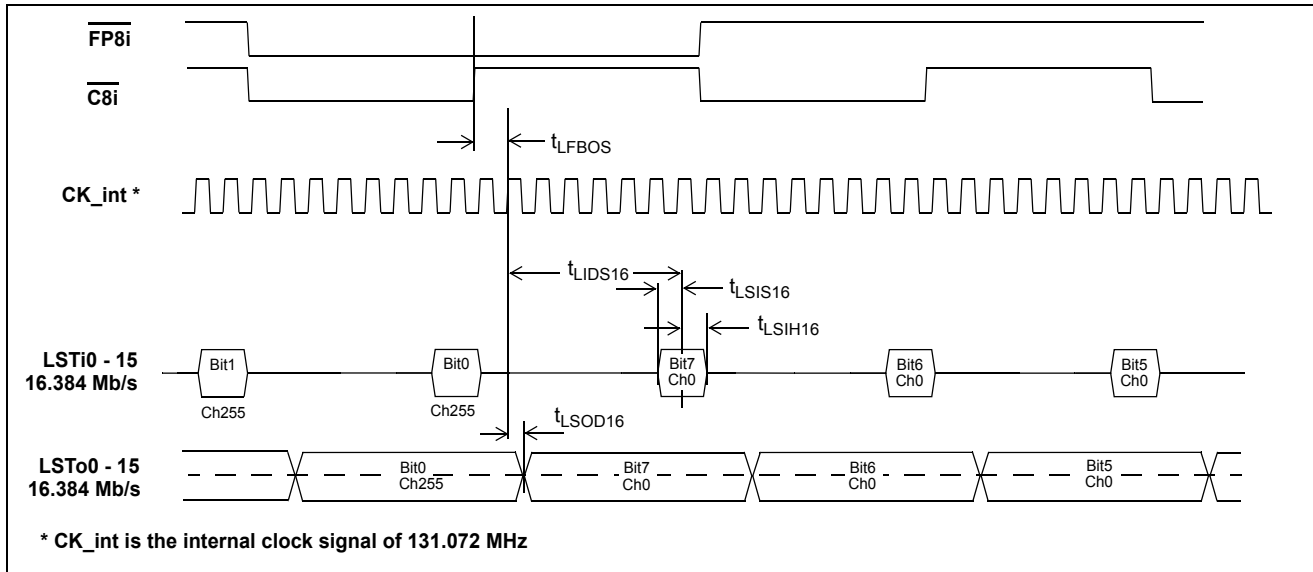 FP8i
C8i
tLFBOS
CK_int *
tLIDS16
tLSIS16
tLSIH16
LSTi0 - 15
16.384 Mb/s
Bit1
Ch255
Bit0
Ch255
Bit7
Ch0
Bit6
Ch0
Bit5
Ch0
tLSOD16
LSTo0 - 15
16.384 Mb/s
Bit0
Ch255
Bit7
Ch0
Bit6
Ch0
Bit5
Ch0
* CK_int is the internal clock signal of 131.072 MHz